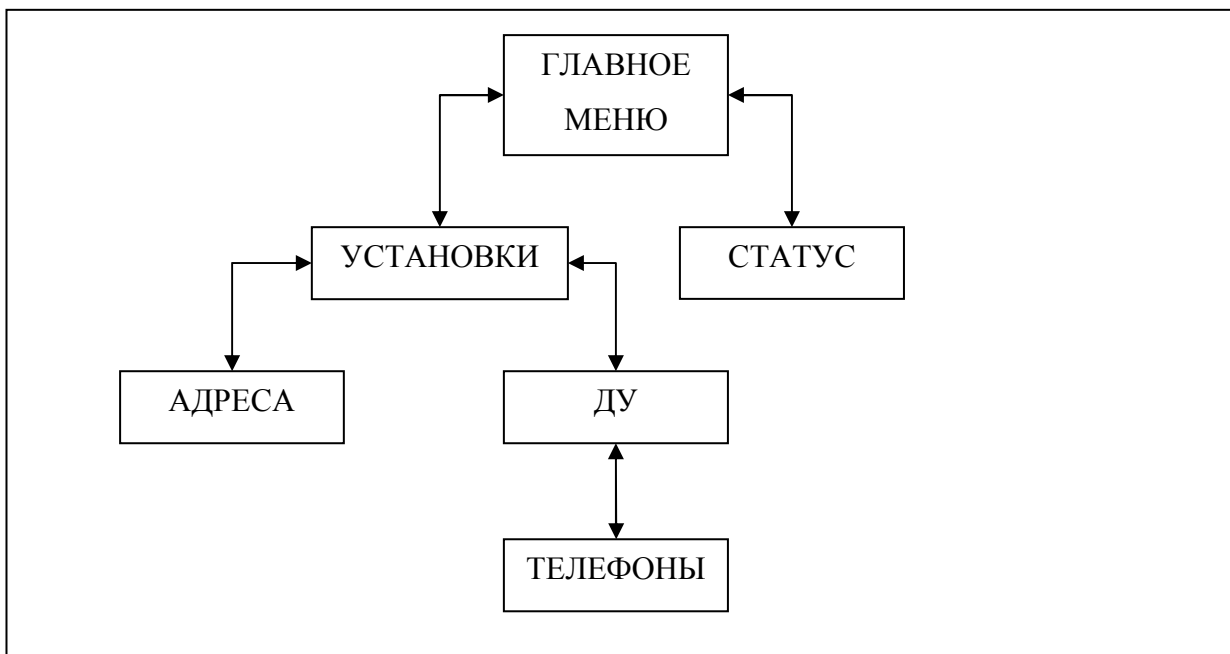 ГЛАВНОЕ
МЕНЮ
УСТАНОВКИ
СТАТУС
АДРЕСА
ДУ
ТЕЛЕФОНЫ